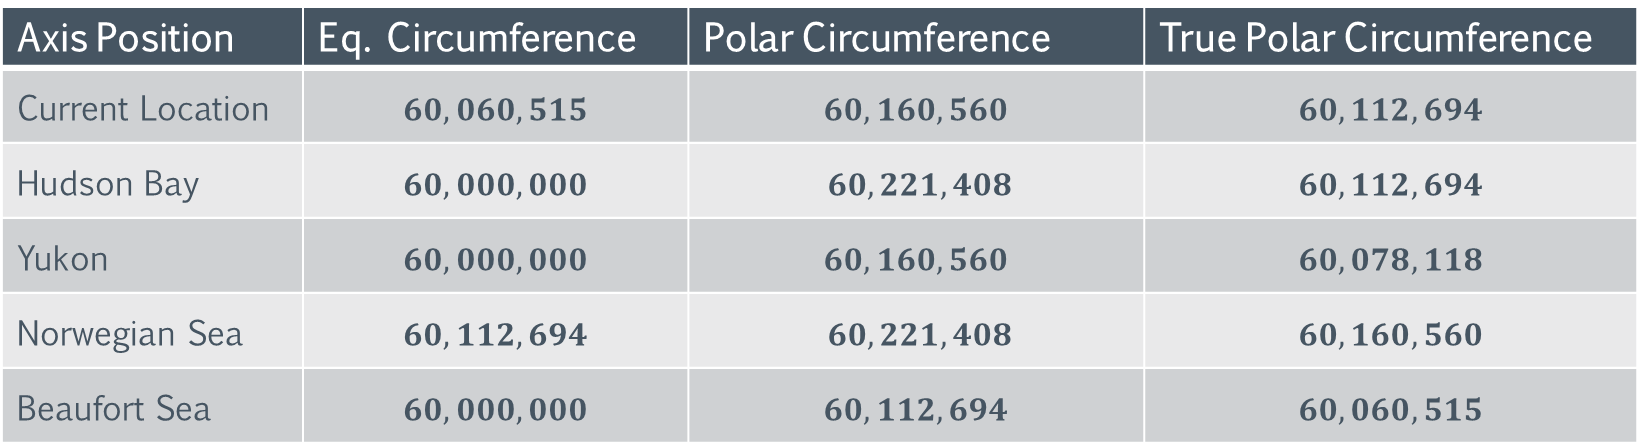 Axis Position Eq. Circumference Polar Circumference True Polar Circumference
Current Location 60,060,515 60,160,560 60,112,694
Hudson Bay 60,000,000 60,221,408 60,112,694
Yukon 60,000,000 60,160,560 60,078,118
Norwegian Sea 60,112,694 60,221,408 60,160,560
Beaufort Sea 60,000,000 60,112,694 60,060,515